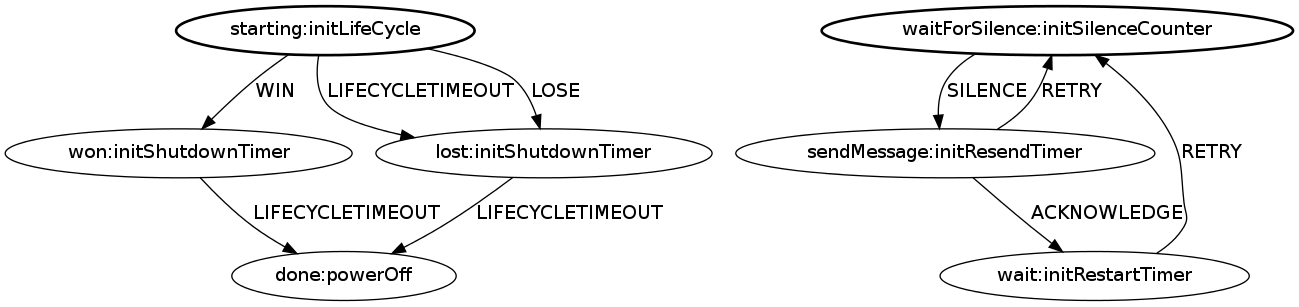 starting:initLifeCycle
waitForSilence:initSilenceCounter
WIN
LIFECYCLETIMEOUT
LOSE
SILENCE
RETRY
won:initShutdownTimer
lost:initShutdownTimer
sendMessage:initResendTimer
RETRY
LIFECYCLETIMEOUT
LIFECYCLETIMEOUT
ACKNOWLEDGE
done:powerOff
wait:initRestartTimer